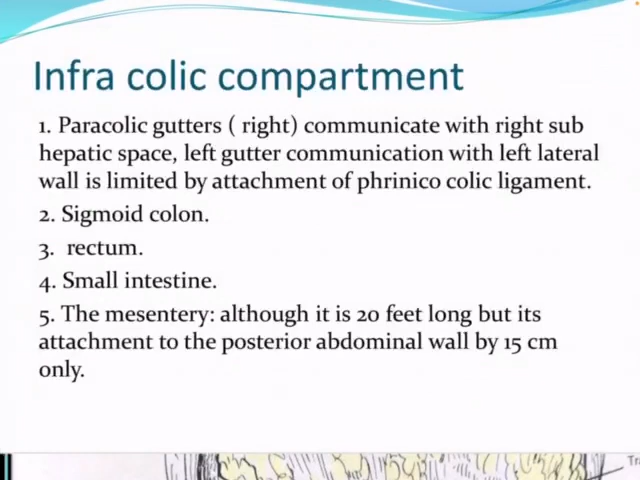 Infra colic compartment
1. Paracolic gutters ( right) communicate with right sub
hepatic space, left gutter communication with left lateral
wall is limited by attachment of phrinico colic ligament.
2. Sigmoid colon.
3. rectum.
4. Small intestine.
5. The mesentery: although it is 20 feet long but its
attachment to the posterior abdominal wall by 15 cm
only.